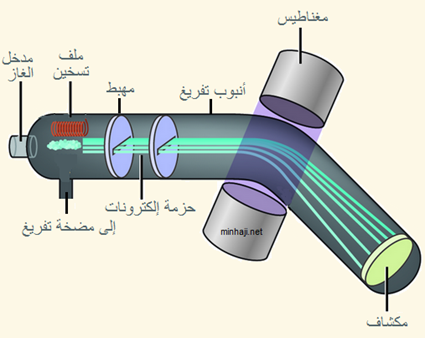 مغناطيس
ملف
تسخين
مدخل
الغاز
مهبط
أنبوب تفريغ
حزمة إلكترونات
إلى مضخة تفريغ
minhaji.net
مكشاف